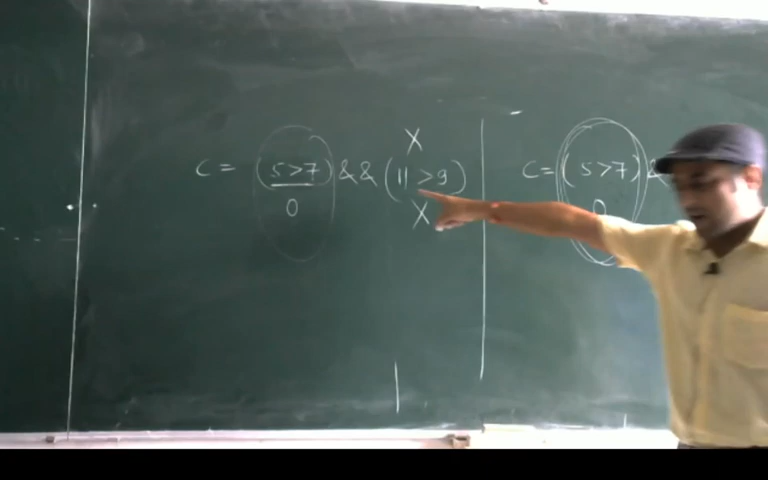 X
C = (5>7) && (11>9)
0 X
C = (5>7) &
0